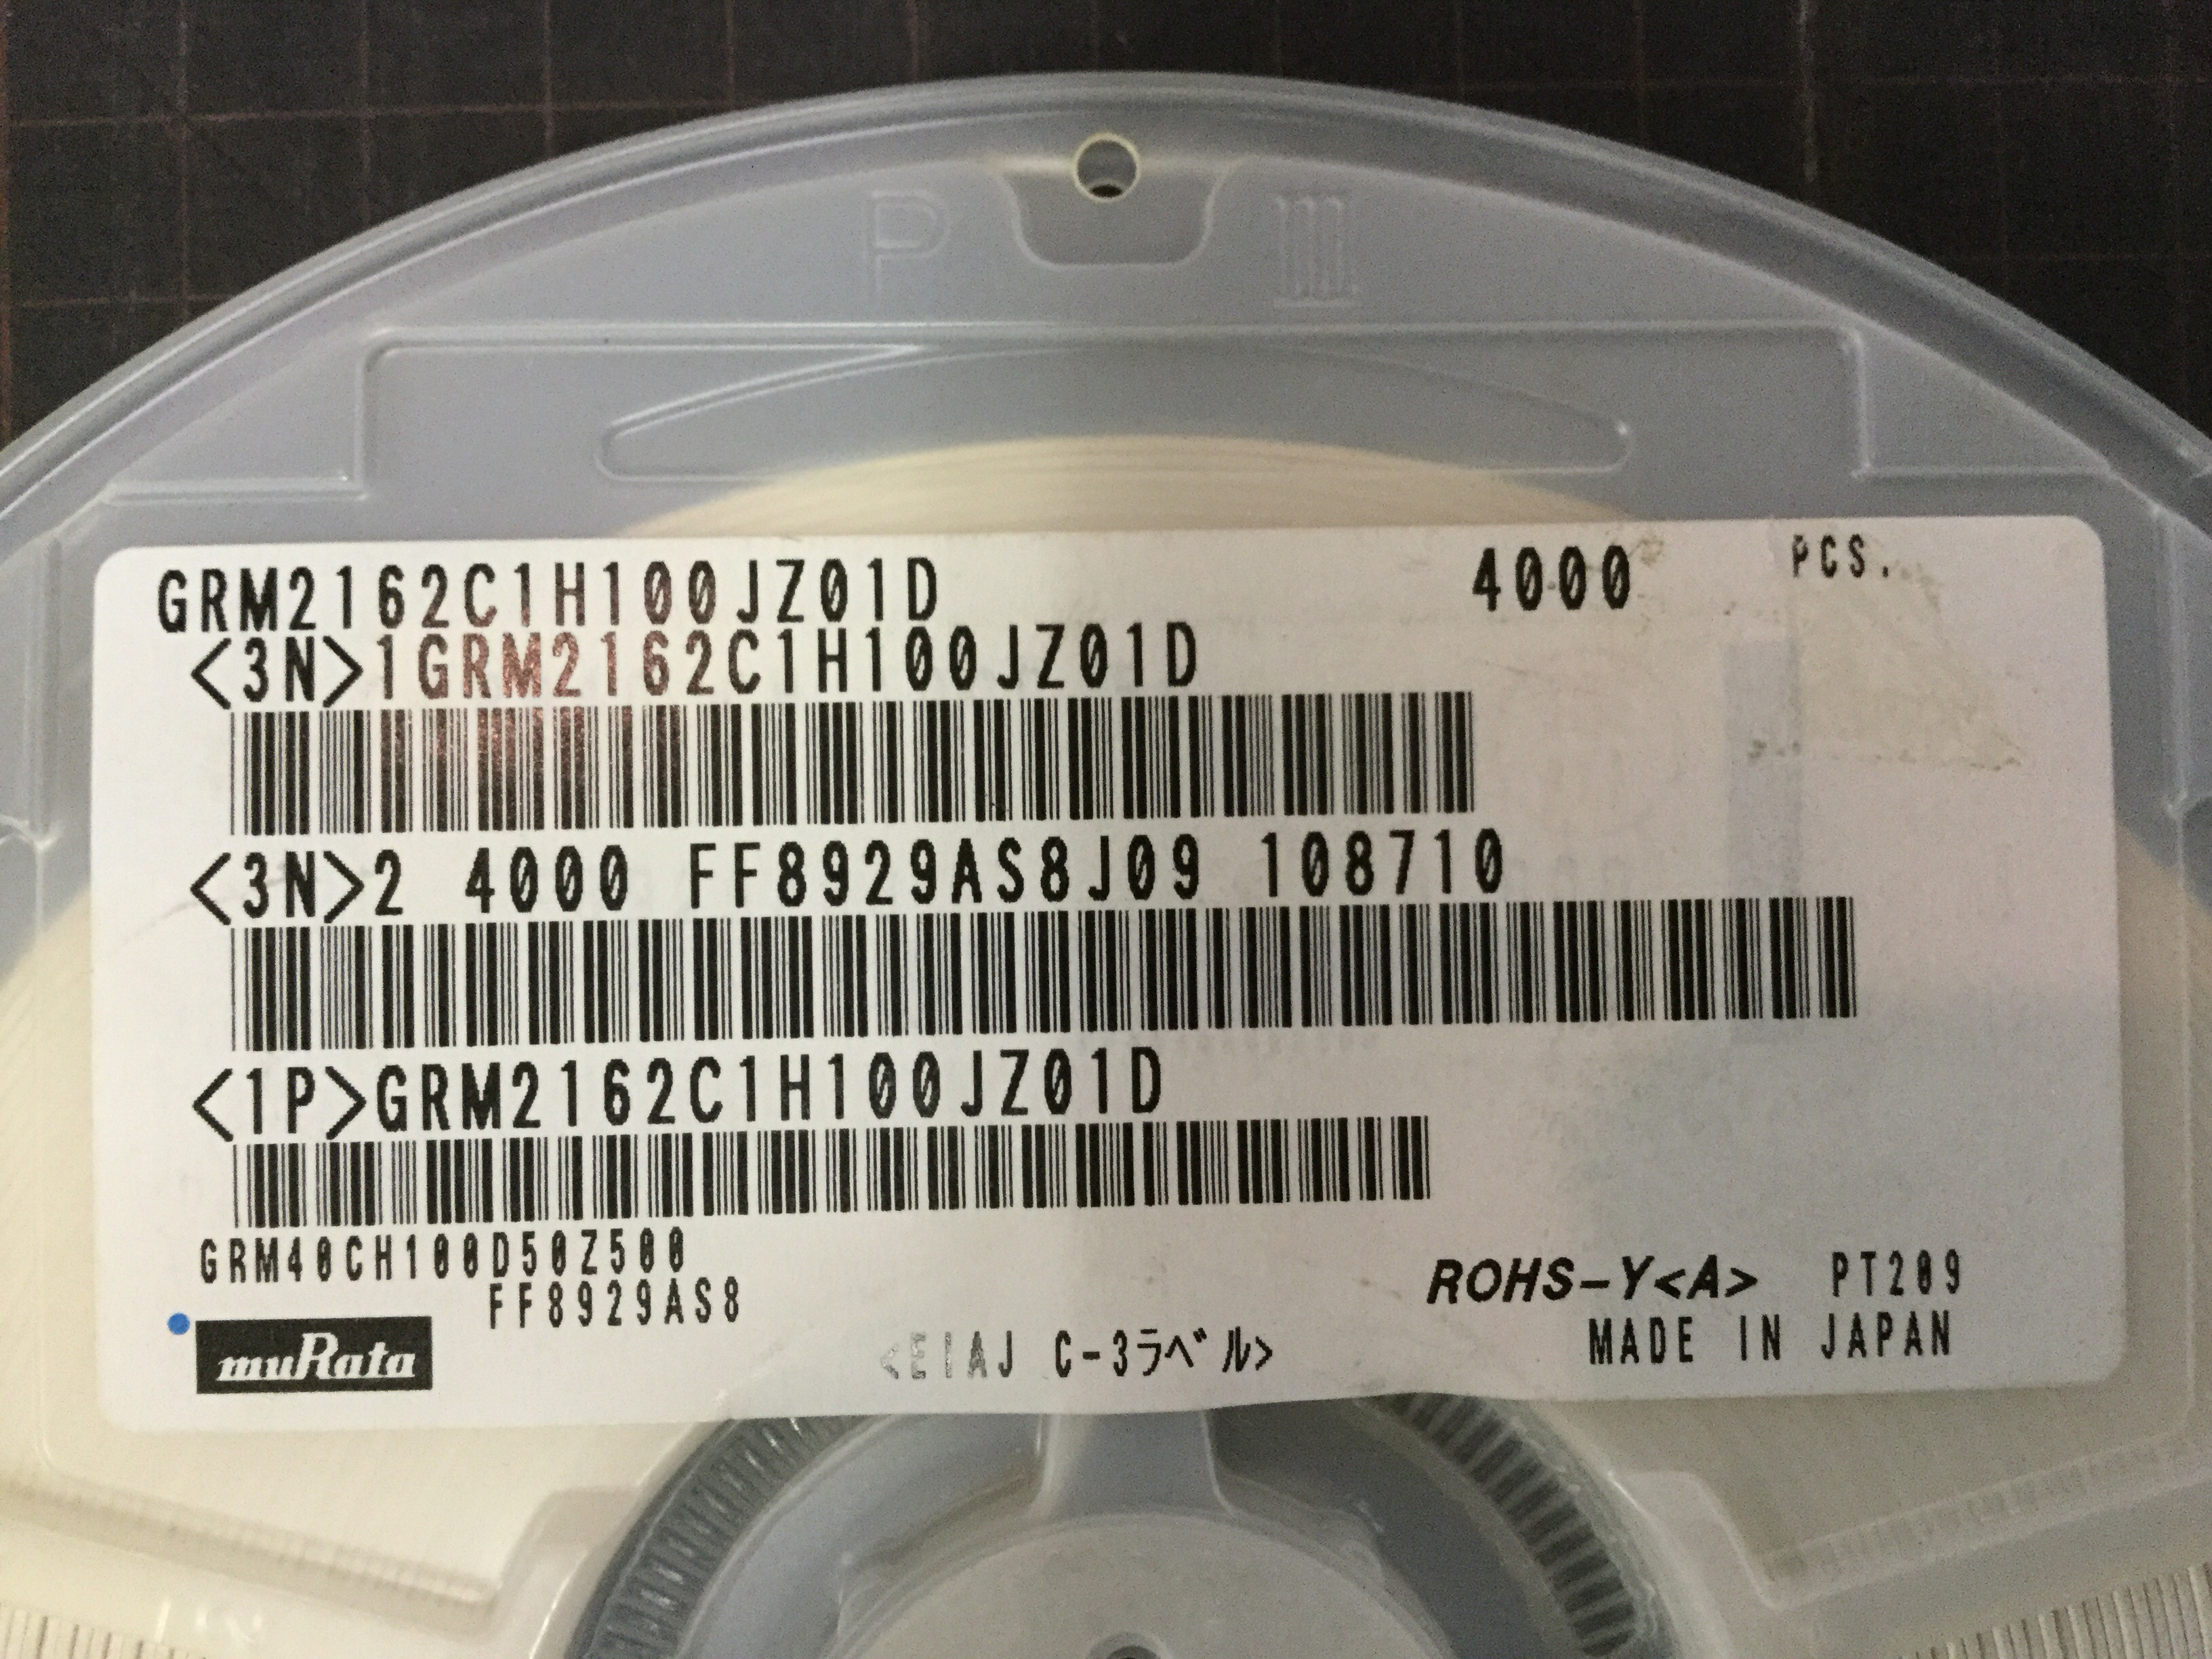 P III
GRM2162C1H100JZ01D 4000 PCS.
<3N>1GRM2162C1H100JZ01D
<3N>2 4000 FF8929AS8J09 108710
<1P>GRM2162C1H100JZ01D
GRM40CH100D50Z500
FF8929AS8
ROHS-Y<A> PT209
muRata
<EIAJ C-3ラベル>
MADE IN JAPAN